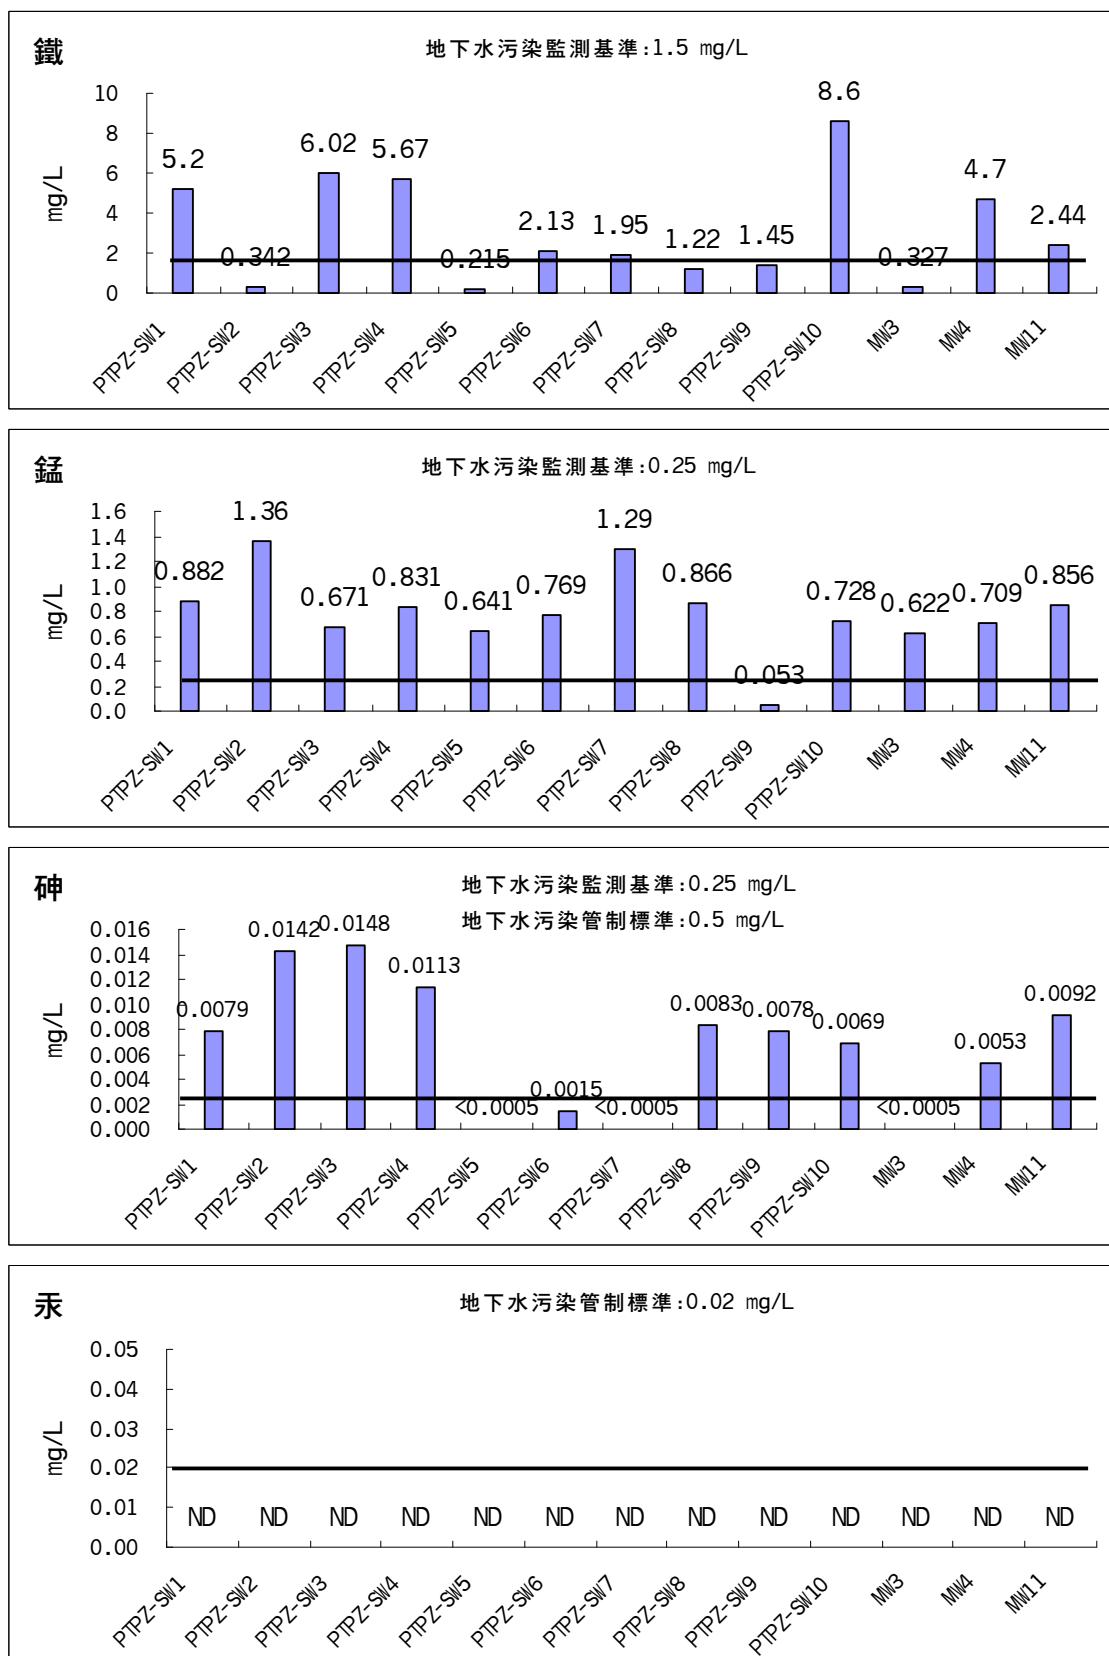 鐵
地下水污染監測基準:1.5 mg/L
mg/L
10
8
6
4
2
0
5.2
0.342
6.02
5.67
0.215
2.13
1.95
1.22
1.45
8.6
0.327
4.7
2.44
PTPZ-SW1
PTPZ-SW2
PTPZ-SW3
PTPZ-SW4
PTPZ-SW5
PTPZ-SW6
PTPZ-SW7
PTPZ-SW8
PTPZ-SW9
PTPZ-SW10
MW3
MW4
MW11
錳
地下水污染監測基準:0.25 mg/L
mg/L
1.6
1.4
1.2
1.0
0.8
0.6
0.4
0.2
0.0
0.882
1.36
0.671
0.831
0.641
0.769
1.29
0.866
0.053
0.728
0.622
0.709
0.856
PTPZ-SW1
PTPZ-SW2
PTPZ-SW3
PTPZ-SW4
PTPZ-SW5
PTPZ-SW6
PTPZ-SW7
PTPZ-SW8
PTPZ-SW9
PTPZ-SW10
MW3
MW4
MW11
砷
地下水污染監測基準:0.25 mg/L
地下水污染管制標準:0.5 mg/L
mg/L
0.016
0.014
0.012
0.010
0.008
0.006
0.004
0.002
0.000
0.0079
0.0142
0.0148
0.0113
<0.0005
0.0015
<0.0005
0.0083
0.0078
0.0069
<0.0005
0.0053
0.0092
PTPZ-SW1
PTPZ-SW2
PTPZ-SW3
PTPZ-SW4
PTPZ-SW5
PTPZ-SW6
PTPZ-SW7
PTPZ-SW8
PTPZ-SW9
PTPZ-SW10
MW3
MW4
MW11
汞
地下水污染管制標準:0.02 mg/L
mg/L
0.05
0.04
0.03
0.02
0.01
0.00
ND ND ND ND ND ND ND ND ND ND ND ND ND
PTPZ-SW1
PTPZ-SW2
PTPZ-SW3
PTPZ-SW4
PTPZ-SW5
PTPZ-SW6
PTPZ-SW7
PTPZ-SW8
PTPZ-SW9
PTPZ-SW10
MW3
MW4
MW11